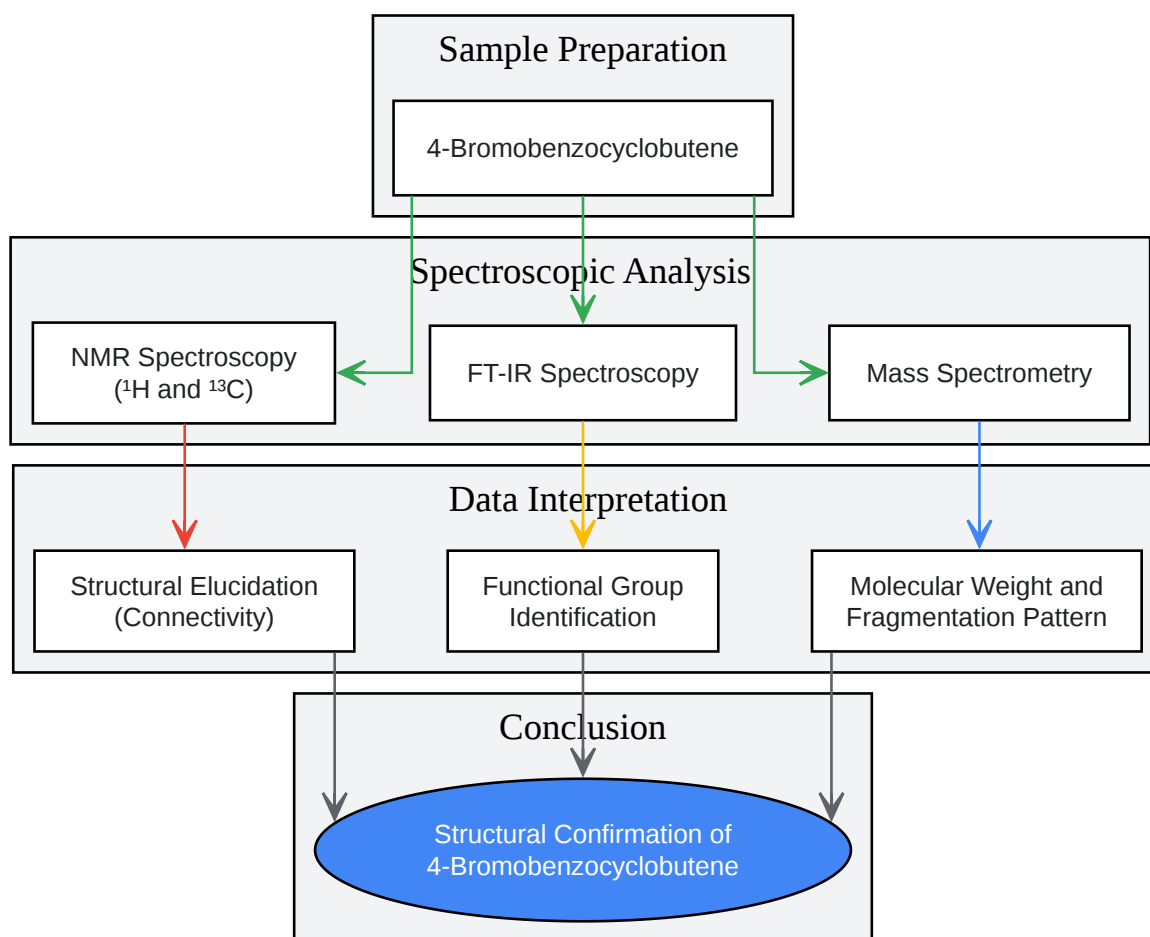 Sample Preparation
4-Bromobenzocyclobutene
Spectroscopic Analysis
NMR Spectroscopy
(¹H and ¹³C)
FT-IR Spectroscopy
Mass Spectrometry
Data Interpretation
Structural Elucidation
(Connectivity)
Functional Group
Identification
Molecular Weight and
Fragmentation Pattern
Conclusion
Structural Confirmation of
4-Bromobenzocyclobutene